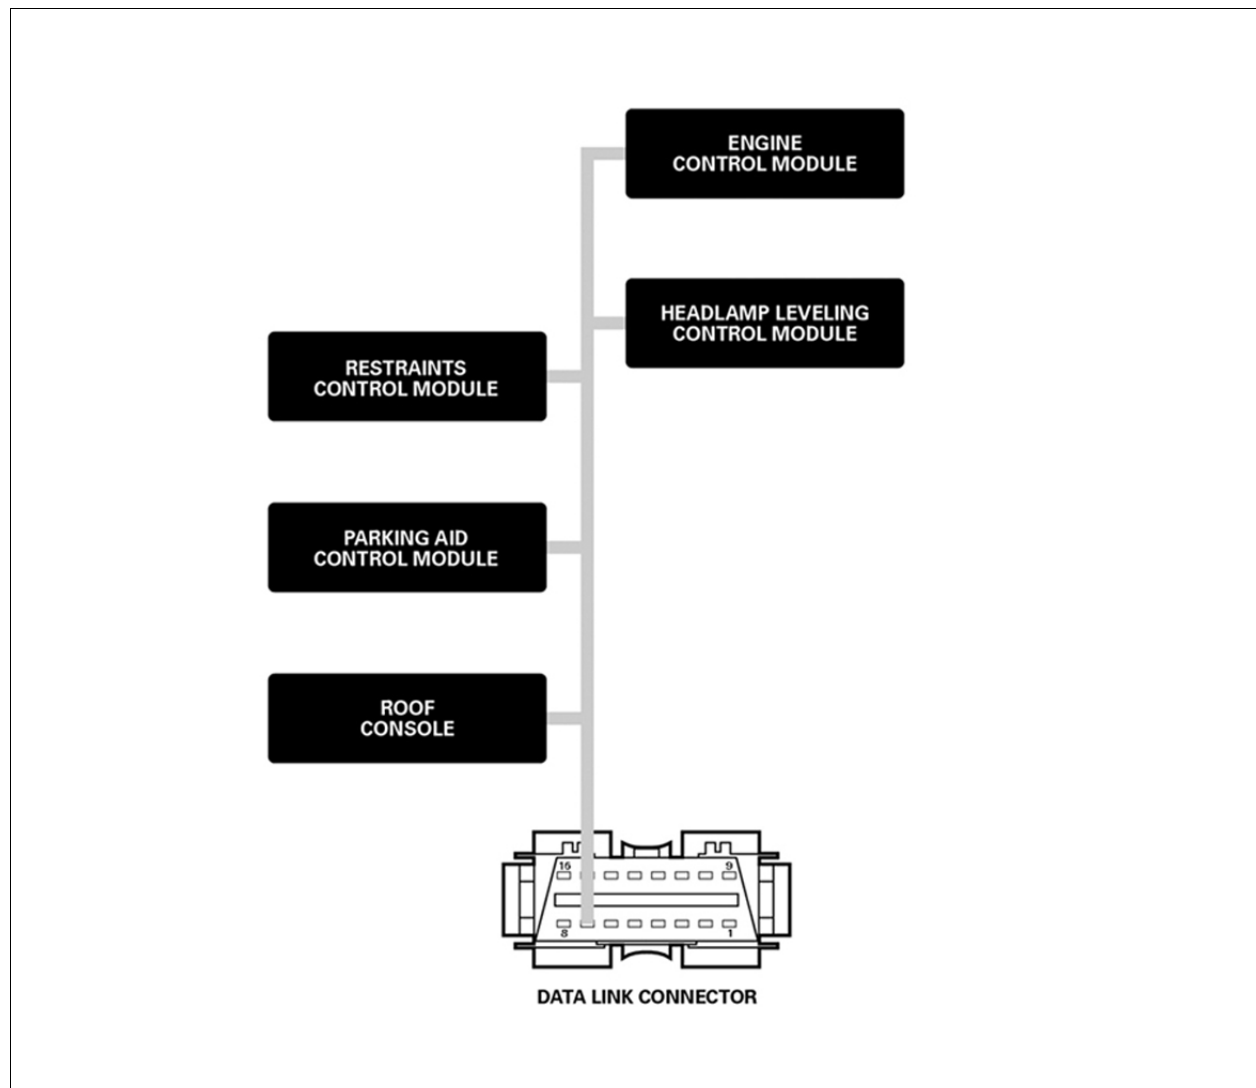 ENGINE
CONTROL MODULE
HEADLAMP LEVELING
CONTROL MODULE
RESTRAINTS
CONTROL MODULE
PARKING AID
CONTROL MODULE
ROOF
CONSOLE
16 9
8 1
DATA LINK CONNECTOR